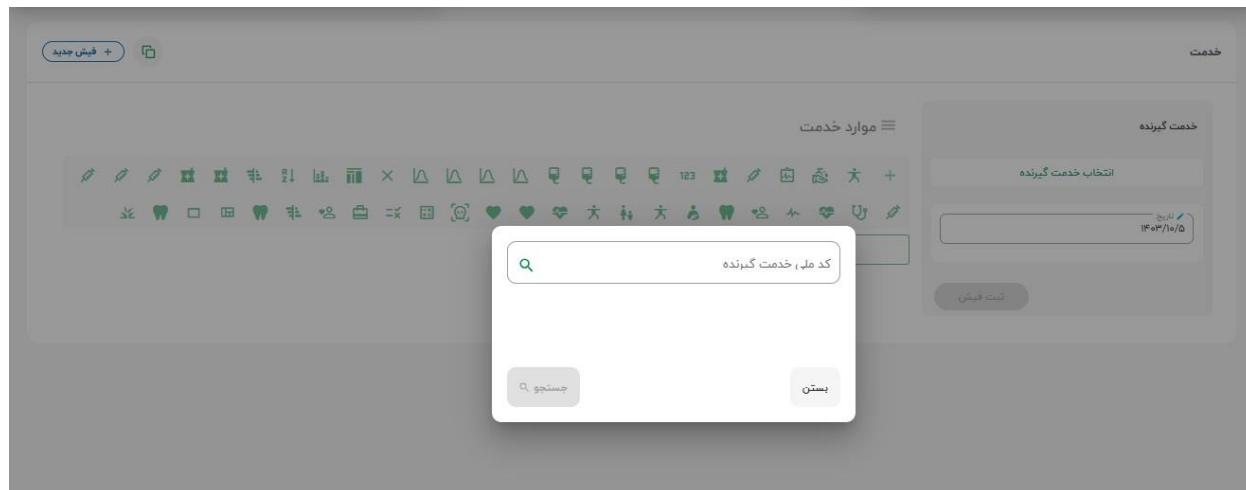 خدمت
+ فیش جدید
خدمت گیرنده
موارد خدمت
انتخاب خدمت گیرنده
123
تاریخ
۱۴۰۳/۱۰/۵
ثبت فیش
کد ملی خدمت گیرنده
بستن
جستجو